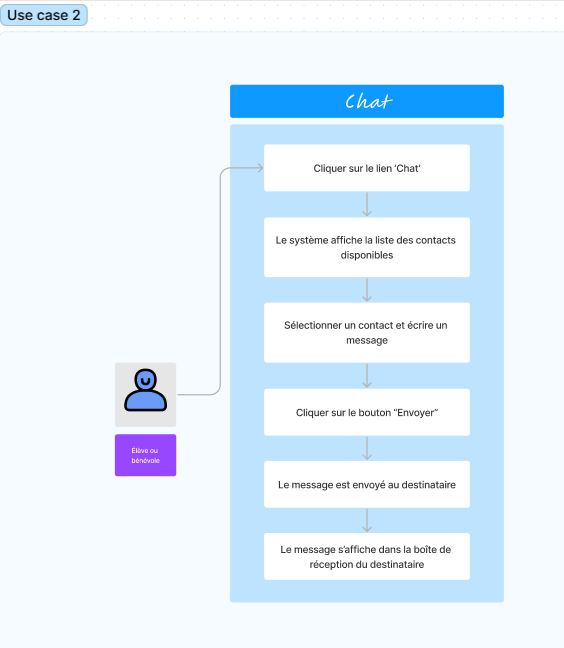 Use case 2
Chat
Cliquer sur le lien ‘Chat’
Le système affiche la liste des contacts
disponibles
Sélectionner un contact et écrire un
message
Cliquer sur le bouton “Envoyer”
Élève ou
bénévole
Le message est envoyé au destinataire
Le message s’affiche dans la boîte de
réception du destinataire